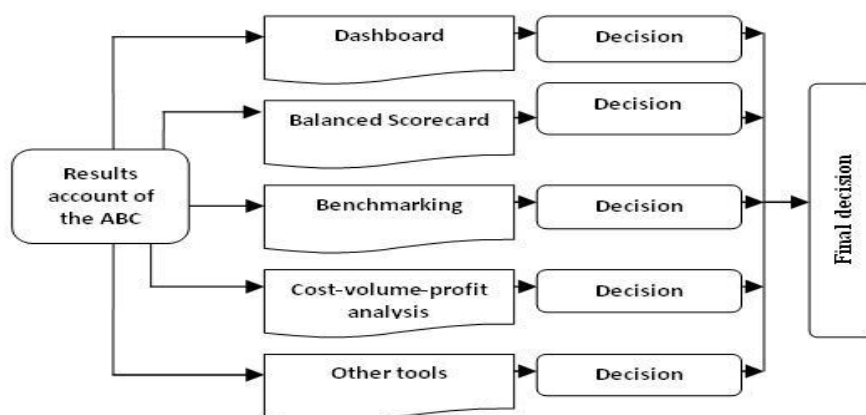 Dashboard
Decision
Balanced Scorecard
Decision
Results
account of
the ABC
Benchmarking
Decision
Final decision
Cost-volume-profit
analysis
Decision
Other tools
Decision